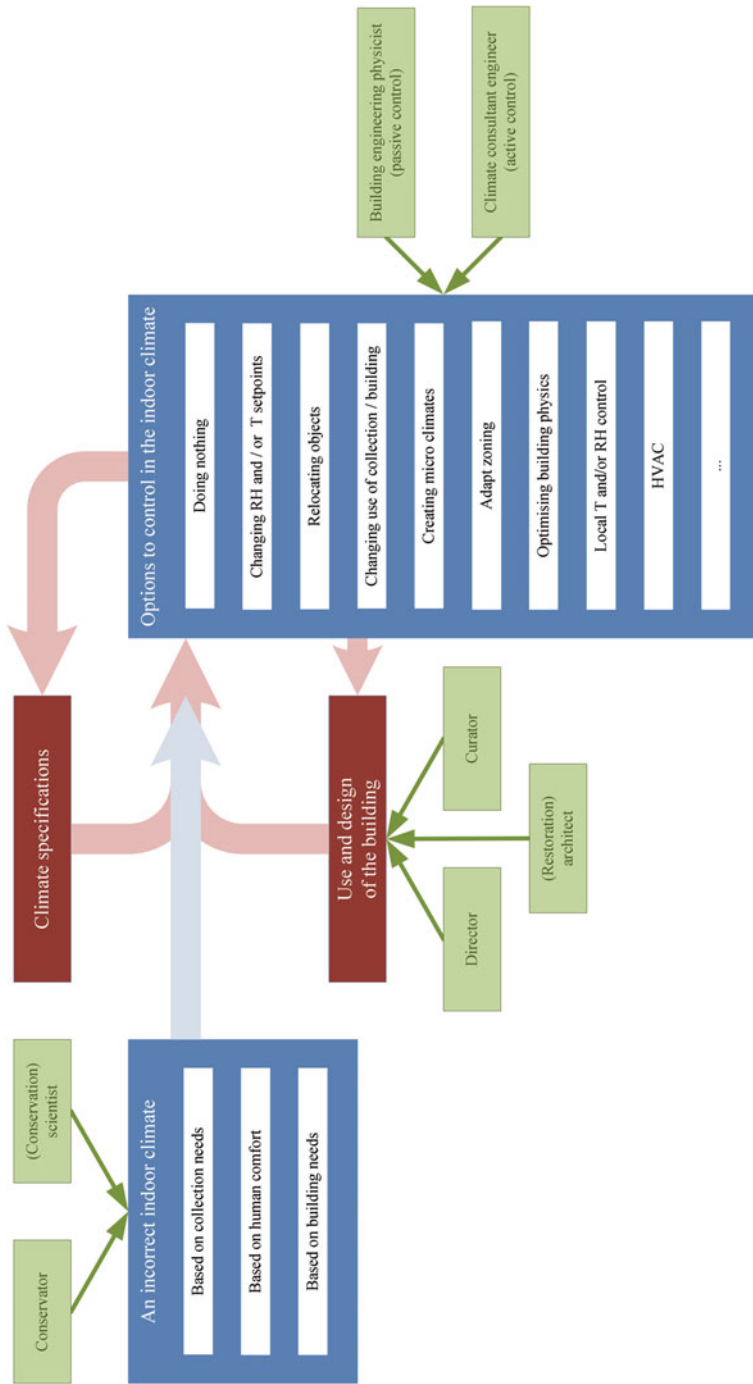 Conservator
(Conservation)
scientist
An incorrect indoor climate
Based on collection needs
Based on human comfort
Based on building needs
Climate specifications
Use and design
of the building
Director
(Restoration)
architect
Curator
Options to control in the indoor climate
Doing nothing
Changing RH and / or T setpoints
Relocating objects
Changing use of collection / building
Creating micro climates
Adapt zoning
Optimising building physics
Local T and/or RH control
HVAC
...
Building engineering physicist
(passive control)
Climate consultant engineer
(active control)